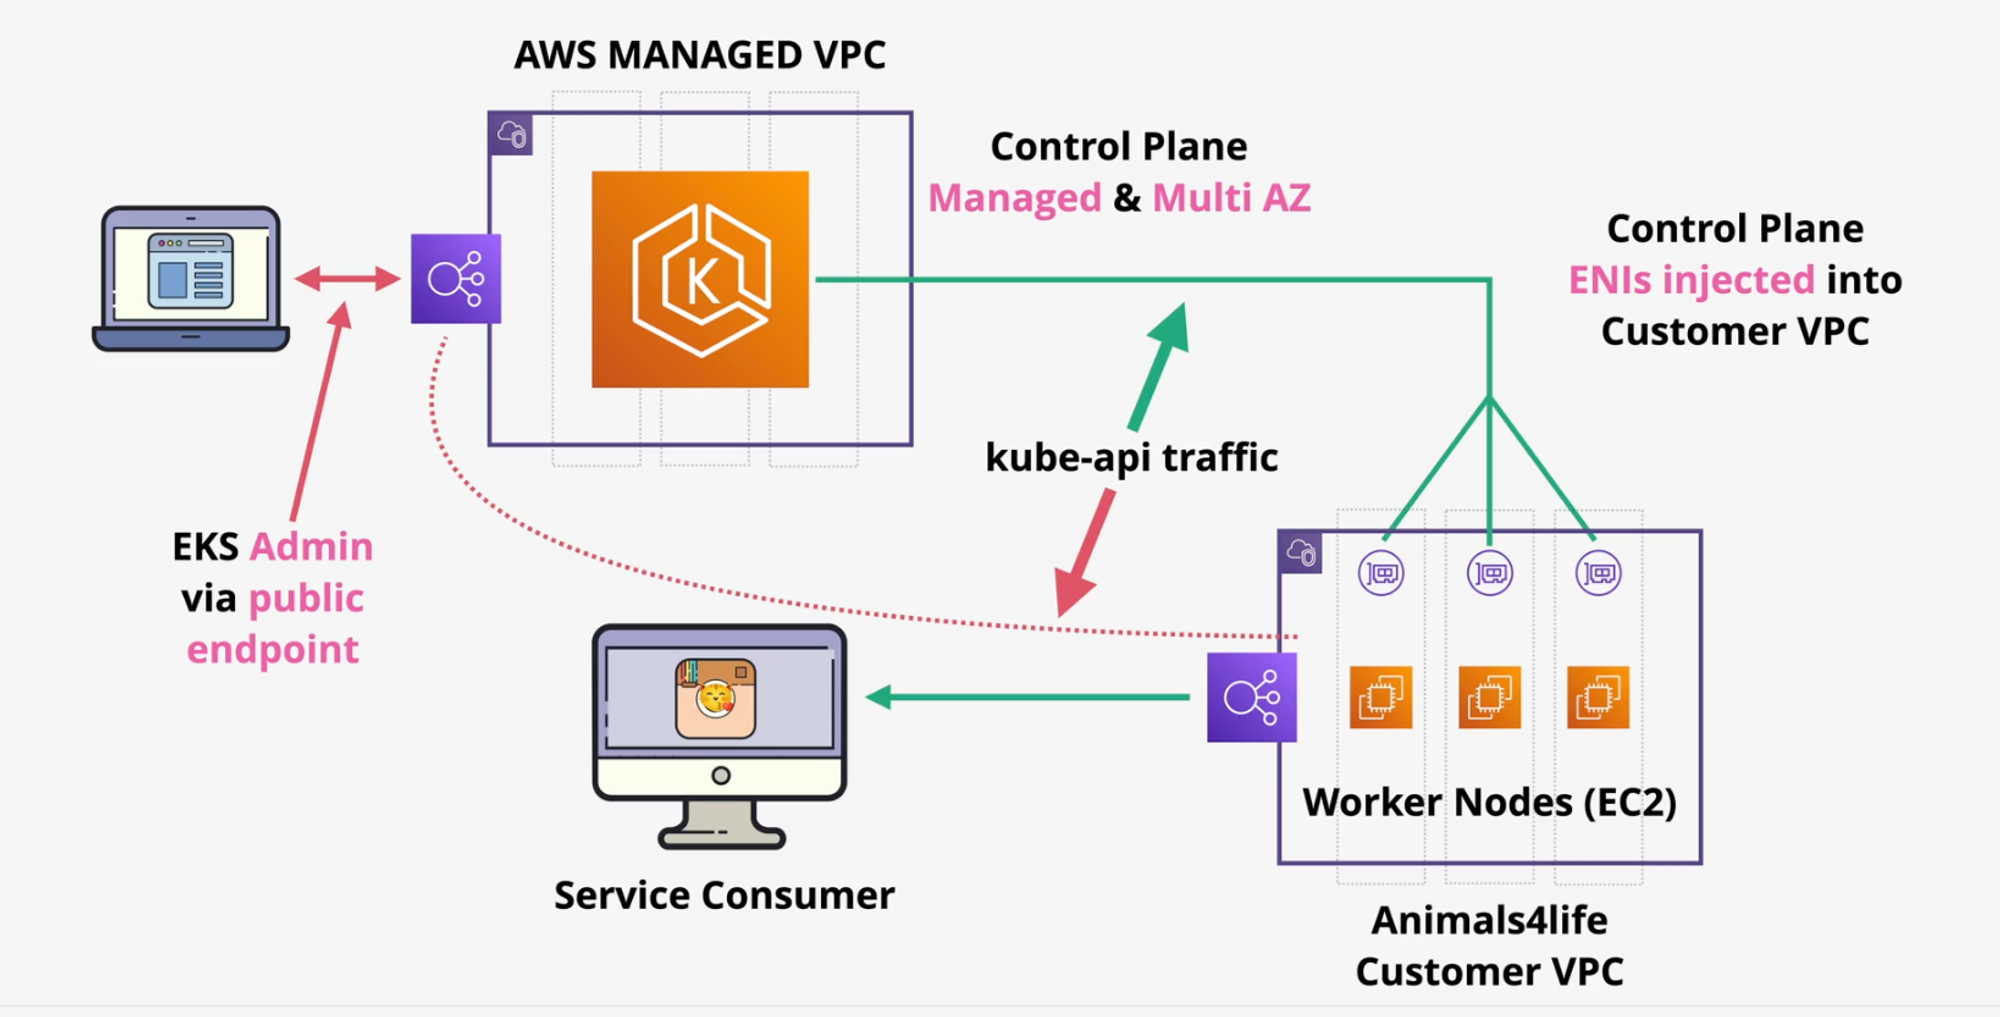 AWS MANAGED VPC
Control Plane
Managed & Multi AZ
Control Plane
ENIs injected into
Customer VPC
K
kube-api traffic
EKS Admin
via public
endpoint
Worker Nodes (EC2)
Service Consumer
Animals4life
Customer VPC